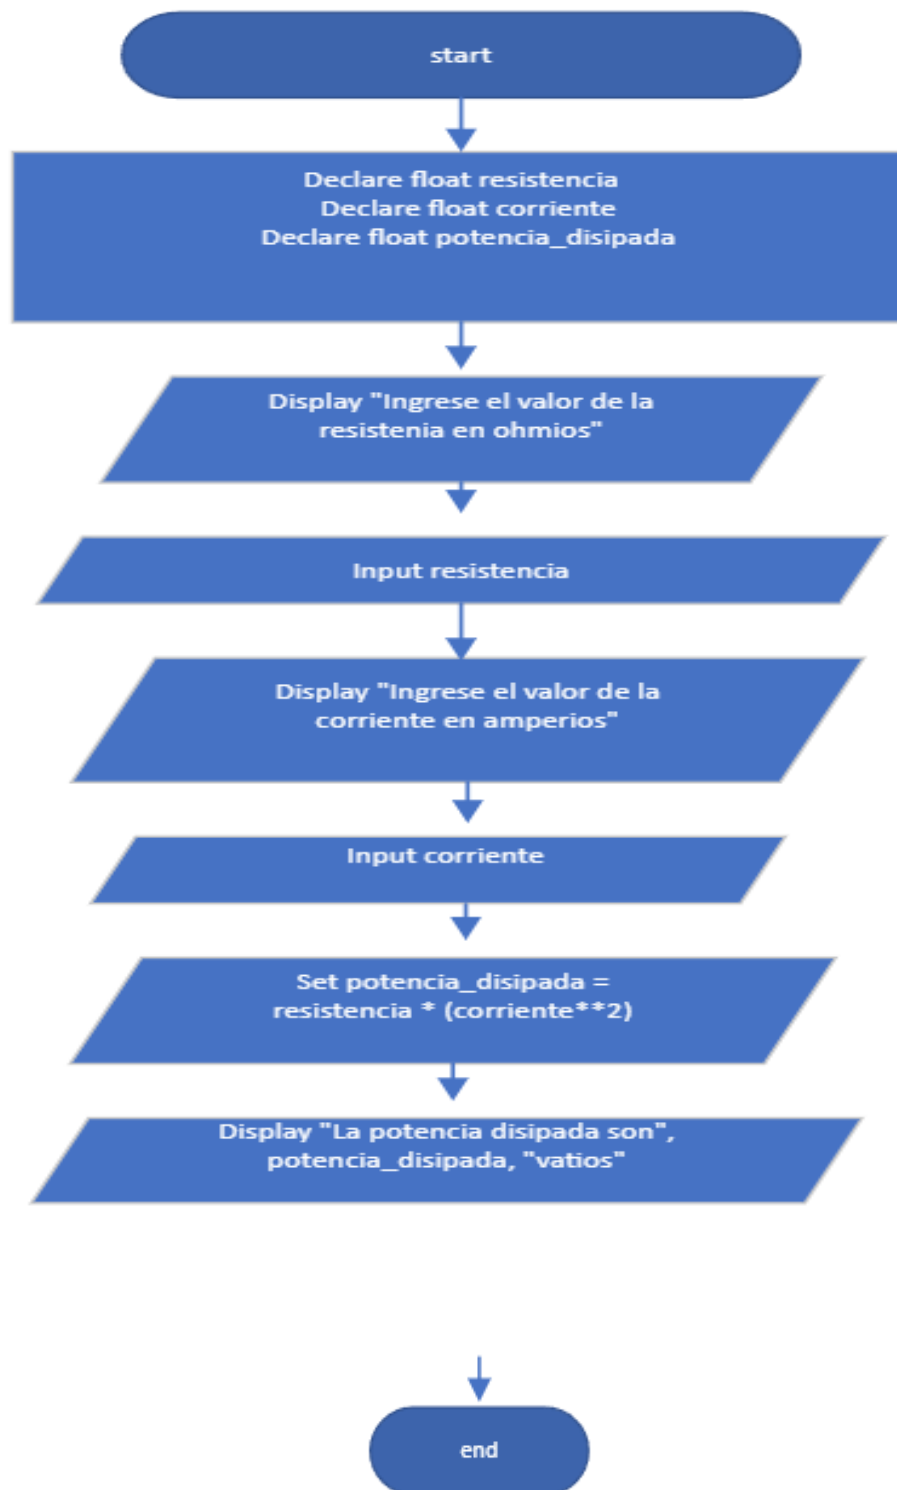 start
Declare float resistencia
Declare float corriente
Declare float potencia_disipada
Display "Ingrese el valor de la
resistenia en ohmios"
Input resistencia
Display "Ingrese el valor de la
corriente en amperios"
Input corriente
Set potencia_disipada =
resistencia * (corriente**2)
Display "La potencia disipada son",
potencia_disipada, "vatios"
end